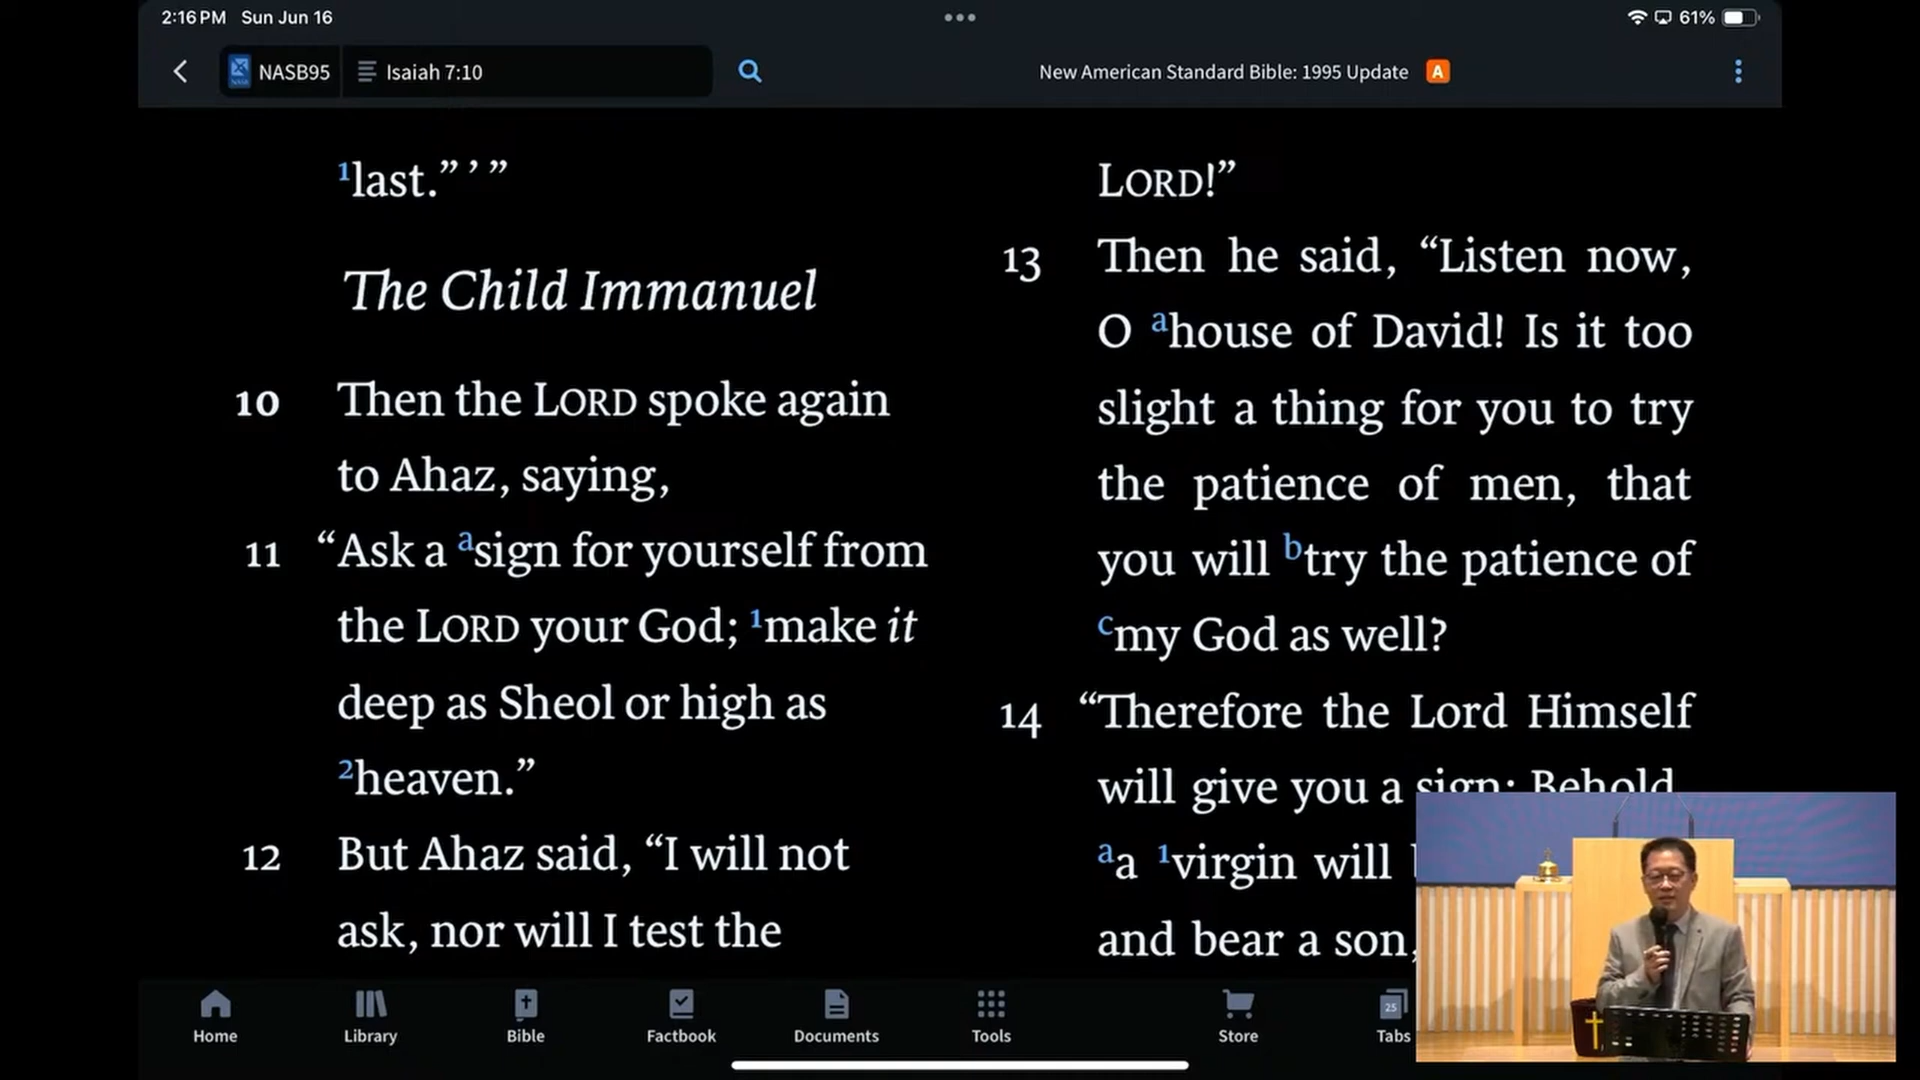 2:16 PM Sun Jun 16
61%
NASB95
Isaiah 7:10
New American Standard Bible: 1995 Update A
1last.” ’ ”
The Child Immanuel
10 Then the LORD spoke again
to Ahaz, saying,
11 “Ask a asign for yourself from
the LORD your God; 1make it
deep as Sheol or high as
2heaven.”
12 But Ahaz said, “I will not
ask, nor will I test the
LORD!”
13 Then he said, “Listen now,
O ahouse of David! Is it too
slight a thing for you to try
the patience of men, that
you will btry the patience of
cmy God as well?
14 “Therefore the Lord Himself
will give you a sign: Behold,
aa 1virgin will
and bear a son,
Home
Library
Bible
Factbook
Documents
Tools
Store
25
Tabs